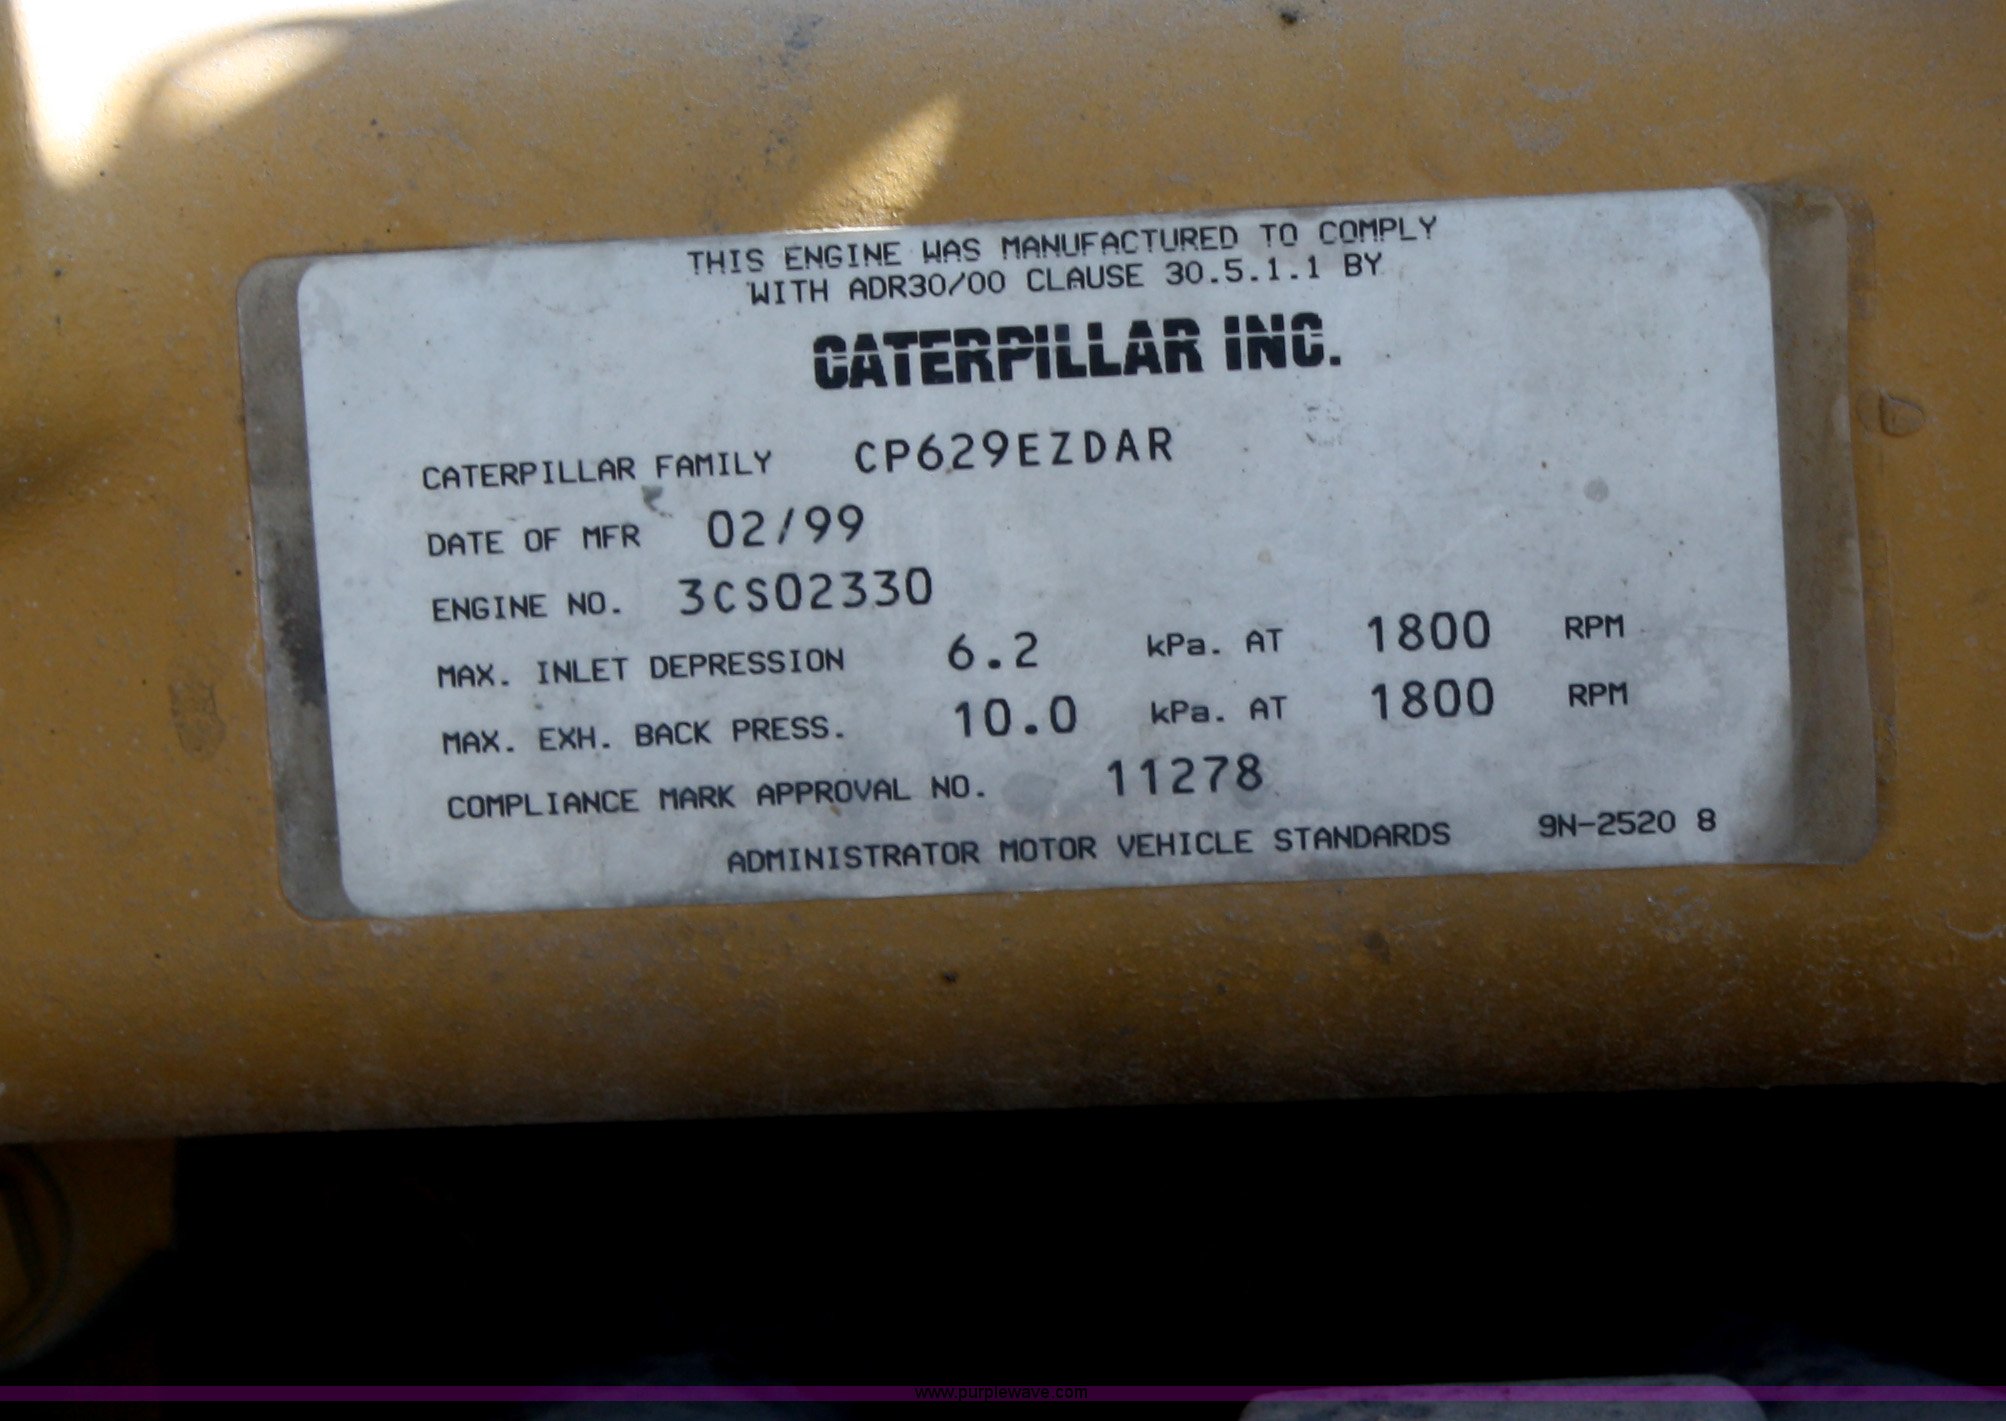 THIS ENGINE WAS MANUFACTURED TO COMPLY
WITH ADR30/00 CLAUSE 30.5.1.1 BY
CATERPILLAR INC.
CATERPILLAR FAMILY CP629EZDAR
DATE OF MFR 02/99
ENGINE NO. 3CS02330
MAX. INLET DEPRESSION 6.2 kPa. AT 1800 RPM
MAX. EXH. BACK PRESS. 10.0 kPa. AT 1800 RPM
COMPLIANCE MARK APPROVAL NO. 11278
ADMINISTRATOR MOTOR VEHICLE STANDARDS 9N-2520 8
www.purplewave.com